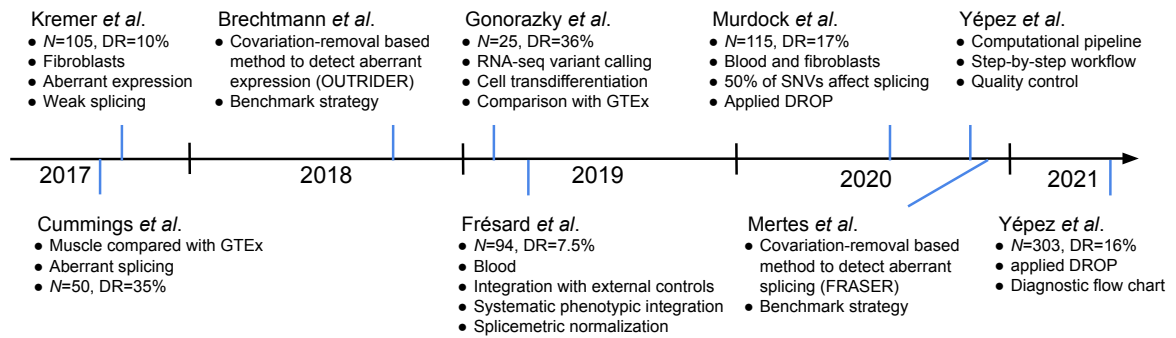 Kremer et al.
● N=105, DR=10%
● Fibroblasts
● Aberrant expression
● Weak splicing
Brechtmann et al.
● Covariation-removal based
method to detect aberrant
expression (OUTRIDER)
● Benchmark strategy
Gonorazky et al.
● N=25, DR=36%
● RNA-seq variant calling
● Cell transdifferentiation
● Comparison with GTEx
Murdock et al.
● N=115, DR=17%
● Blood and fibroblasts
● 50% of SNVs affect splicing
● Applied DROP
Yépez et al.
● Computational pipeline
● Step-by-step workflow
● Quality control
2017
2018
2019
2020
2021
Cummings et al.
● Muscle compared with GTEx
● Aberrant splicing
● N=50, DR=35%
Frésard et al.
● N=94, DR=7.5%
● Blood
● Integration with external controls
● Systematic phenotypic integration
● Splicemetric normalization
Mertes et al.
● Covariation-removal based
method to detect aberrant
splicing (FRASER)
● Benchmark strategy
Yépez et al.
● N=303, DR=16%
● applied DROP
● Diagnostic flow chart